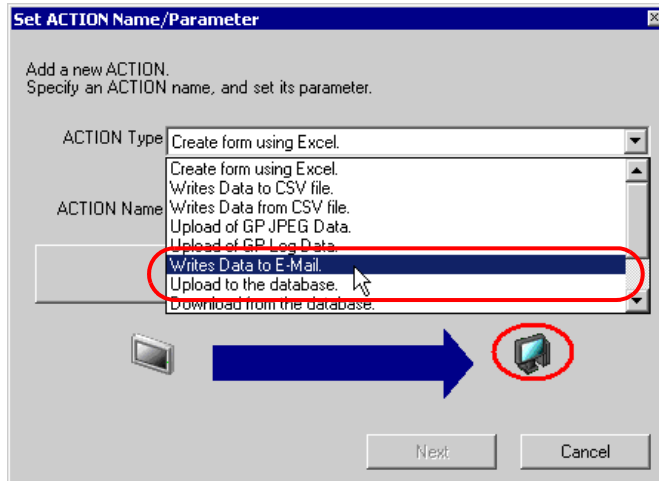 Set ACTION Name/Parameter
Add a new ACTION.
Specify an ACTION name, and set its parameter.
ACTION Type
Create form using Excel.
Create form using Excel.
Writes Data to CSV file.
ACTION Name
Writes Data from CSV file.
Upload of GP JPEG Data.
Upload of GP Log Data.
Writes Data to E-Mail.
Upload to the database.
Download from the database.
Next
Cancel